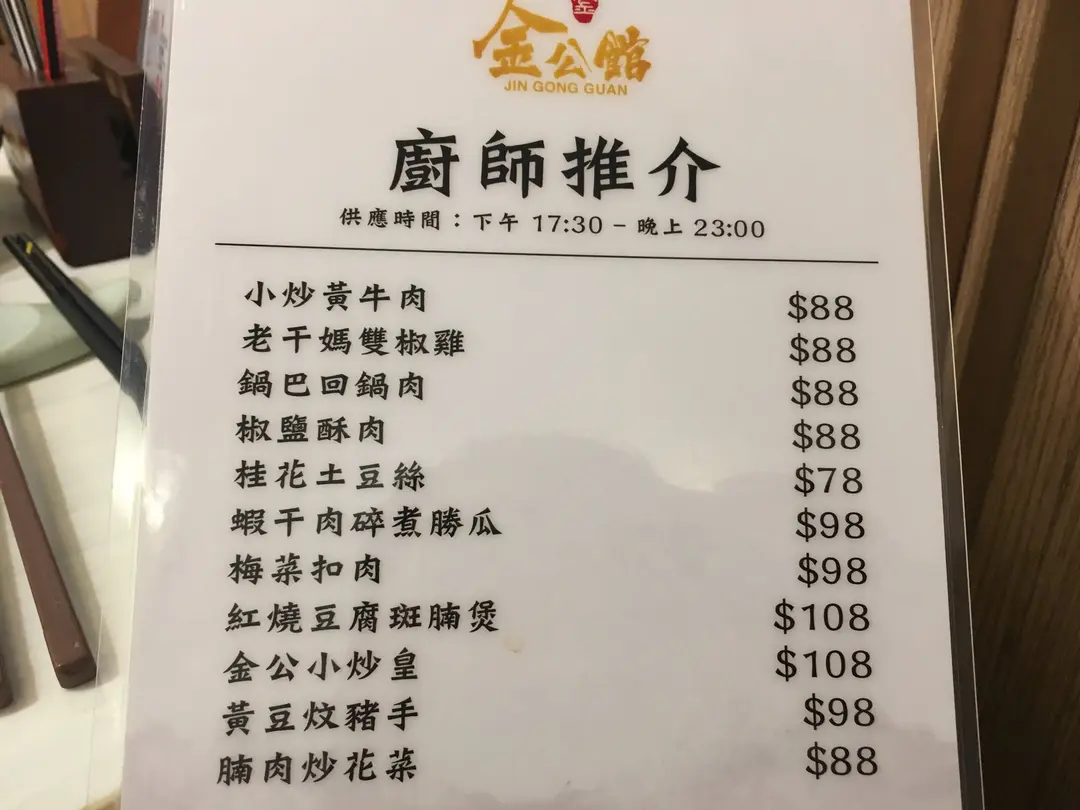 金公館
JIN GONG GUAN
廚師推介
供應時間：下午 17:30 – 晚上 23:00
小炒黃牛肉 $88
老干媽雙椒雞 $88
鍋巴回鍋肉 $88
椒鹽酥肉 $88
桂花土豆絲 $78
蝦干肉碎煮勝瓜 $98
梅菜扣肉 $98
紅燒豆腐斑腩煲 $108
金公小炒皇 $108
黃豆炆豬手 $98
腩肉炒花菜 $88